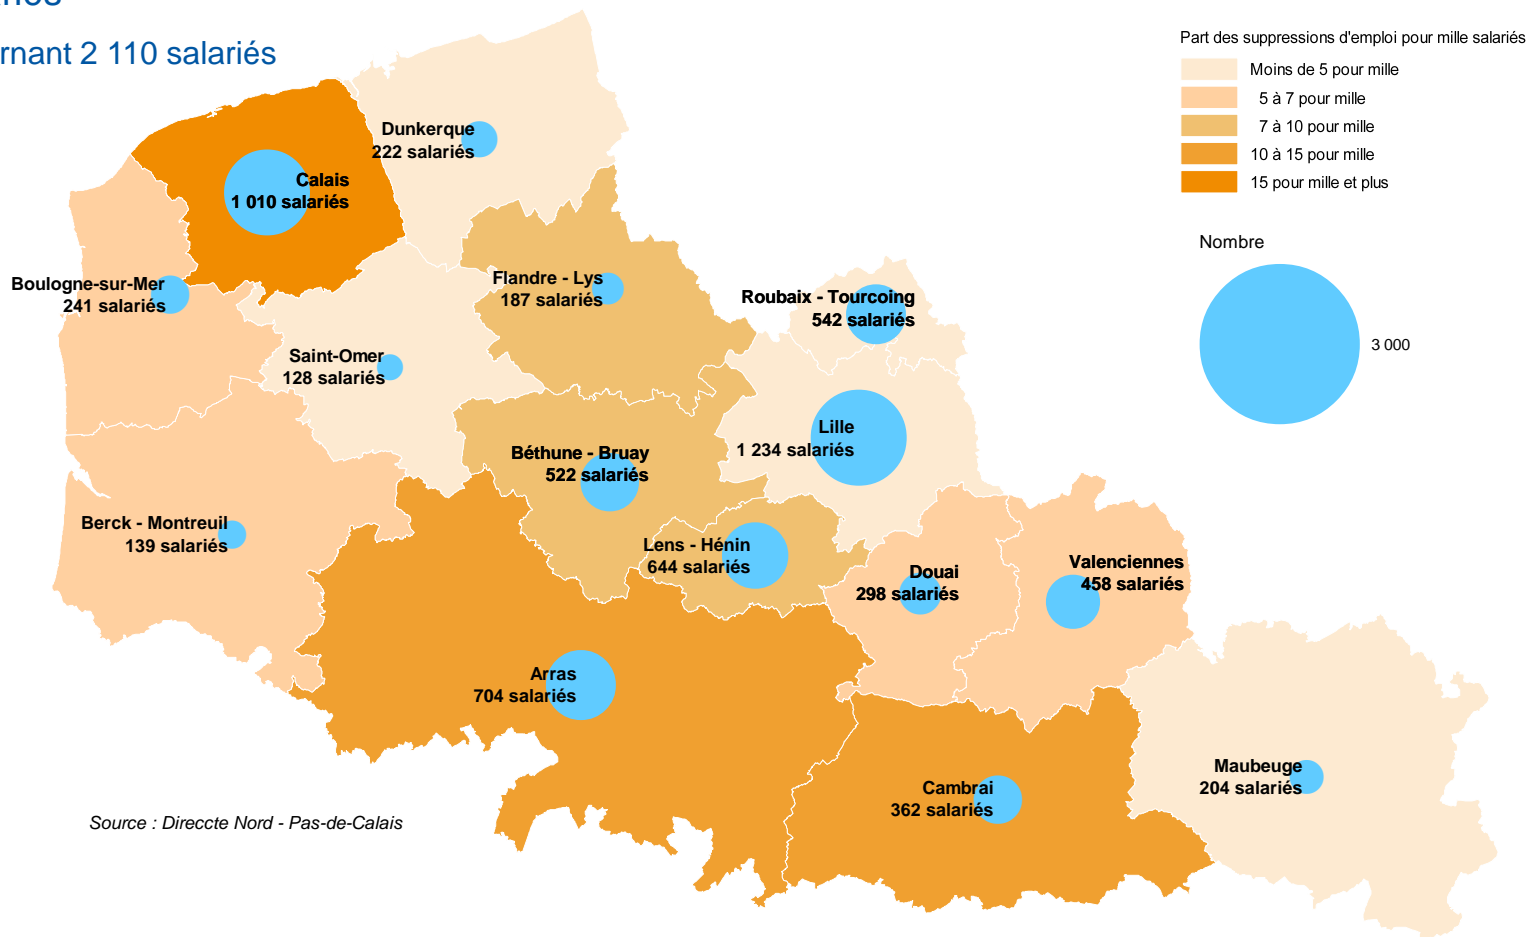 rnant 2 110 salariés
Part des suppressions d'emploi pour mille salariés
Moins de 5 pour mille
5 à 7 pour mille
7 à 10 pour mille
10 à 15 pour mille
15 pour mille et plus
Nombre
3 000
Dunkerque
222 salariés
Calais
1 010 salariés
Boulogne-sur-Mer
241 salariés
Flandre - Lys
187 salariés
Roubaix - Tourcoing
542 salariés
Saint-Omer
128 salariés
Lille
1 234 salariés
Béthune - Bruay
522 salariés
Berck - Montreuil
139 salariés
Lens - Hénin
644 salariés
Douai
298 salariés
Valenciennes
458 salariés
Arras
704 salariés
Cambrai
362 salariés
Maubeuge
204 salariés
Source : Direccte Nord - Pas-de-Calais